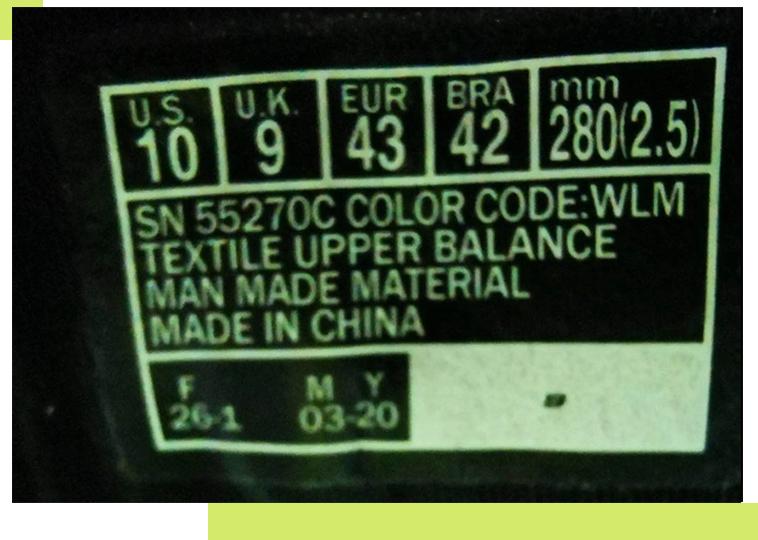 U.S. U.K. EUR BRA mm
10 9 43 42 280(2.5)
SN 55270C COLOR CODE:WLM
TEXTILE UPPER BALANCE
MAN MADE MATERIAL
MADE IN CHINA
F M Y
26-1 03-20